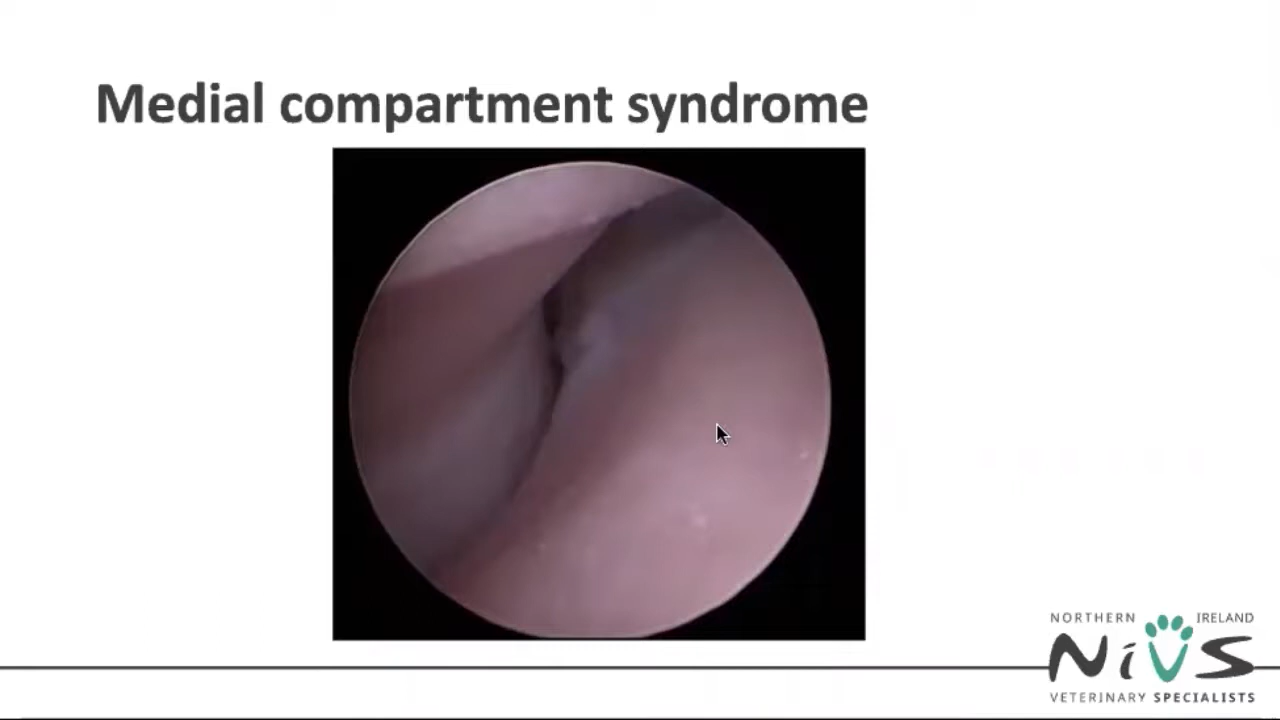 Medial compartment syndrome
NORTHERN IRELAND
NiVS
VETERINARY SPECIALISTS